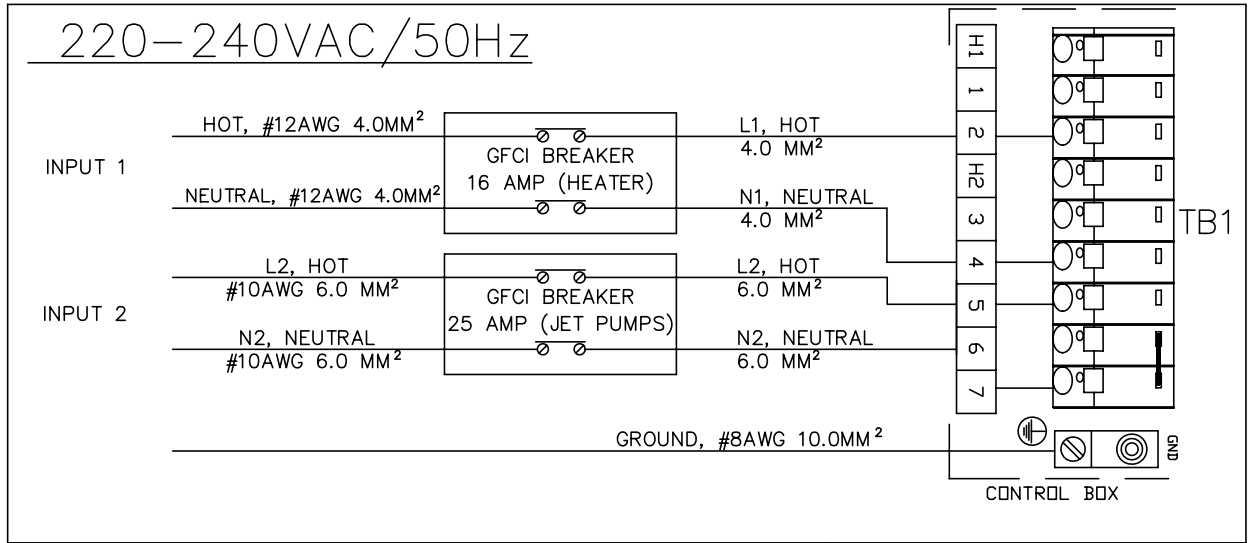 220-240VAC/50Hz
INPUT 1
HOT, #12AWG 4.0MM²
NEUTRAL, #12AWG 4.0MM²
GFCI BREAKER
16 AMP (HEATER)
L1, HOT
4.0 MM²
N1, NEUTRAL
4.0 MM²
INPUT 2
L2, HOT
#10AWG 6.0 MM²
N2, NEUTRAL
#10AWG 6.0 MM²
GFCI BREAKER
25 AMP (JET PUMPS)
L2, HOT
6.0 MM²
N2, NEUTRAL
6.0 MM²
GROUND, #8AWG 10.0MM²
H1
1
2
H2
3
4
5
6
7
TB1
GND
CONTROL BOX